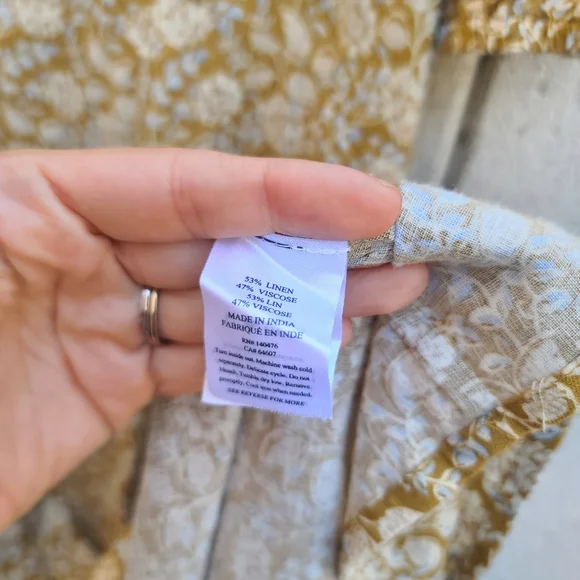 53% LINEN
47% VISCOSE
53% LIN
47% VISCOSE
MADE IN INDIA
FABRIQUÉ EN INDE
RN# 140476
CA# 64607
Turn inside out. Machine wash cold
separately. Delicate cycle. Do not
bleach. Tumble dry low. Remove
promptly. Cool iron when needed.
SEE REVERSE FOR MORE